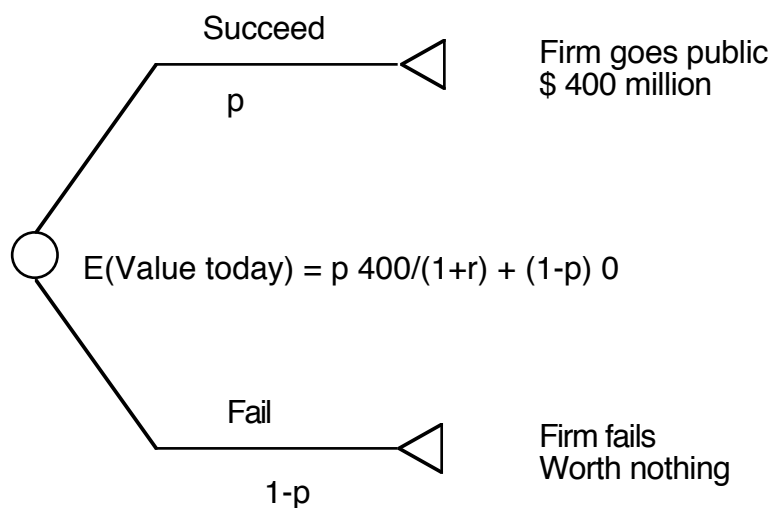 Succeed
p
Firm goes public
$ 400 million
E(Value today) = p 400/(1+r) + (1-p) 0
Fail
1-p
Firm fails
Worth nothing